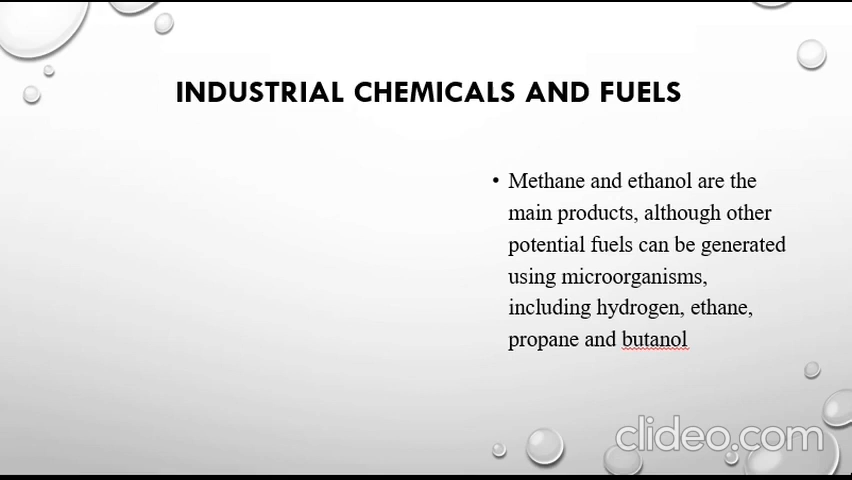 INDUSTRIAL CHEMICALS AND FUELS
• Methane and ethanol are the
main products, although other
potential fuels can be generated
using microorganisms,
including hydrogen, ethane,
propane and butanol
clideo.com